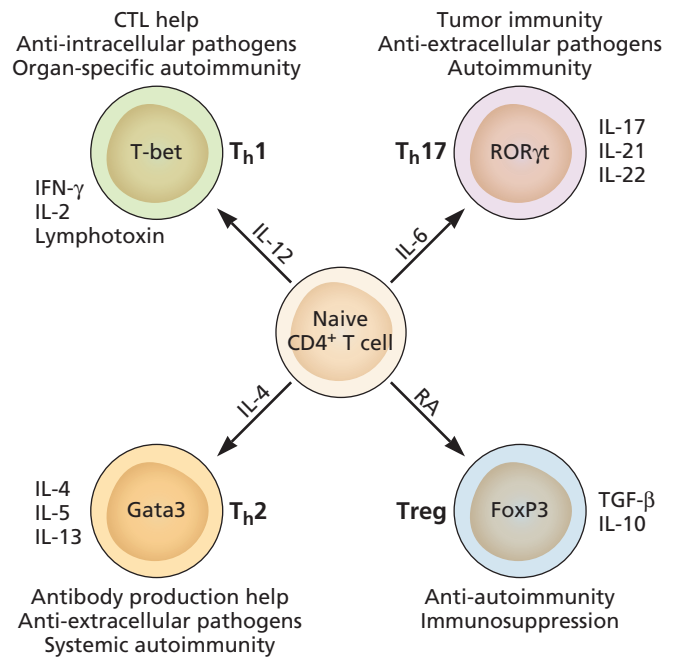 CTL help
Anti-intracellular pathogens
Organ-specific autoimmunity
T-bet
Th1
IFN-γ
IL-2
Lymphotoxin
Tumor immunity
Anti-extracellular pathogens
Autoimmunity
Th17
RORγt
IL-17
IL-21
IL-22
IL-12
IL-6
Naive
CD4+ T cell
IL-4
RA
IL-4
IL-5
IL-13
Gata3
Th2
Antibody production help
Anti-extracellular pathogens
Systemic autoimmunity
Treg
FoxP3
TGF-β
IL-10
Anti-autoimmunity
Immunosuppression